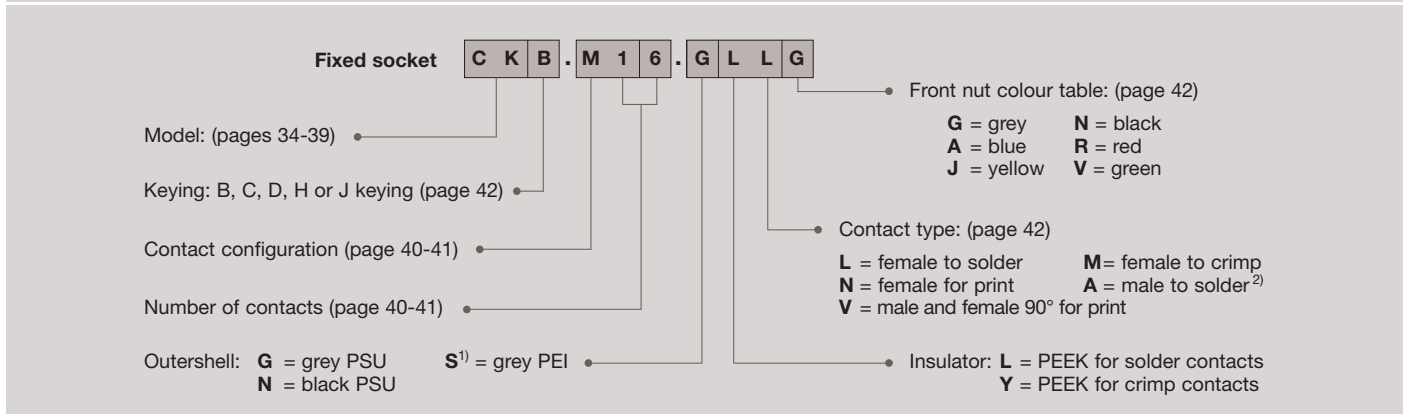 Fixed socket C K B . M 1 6 . G L L G
Front nut colour table: (page 42)
G = grey N = black
A = blue R = red
J = yellow V = green
Model: (pages 34-39)
Keying: B, C, D, H or J keying (page 42)
Contact type: (page 42)
L = female to solder M= female to crimp
N = female for print A = male to solder 2)
V = male and female 90° for print
Contact configuration (page 40-41)
Number of contacts (page 40-41)
Outershell: G = grey PSU S1) = grey PEI
N = black PSU
Insulator: L = PEEK for solder contacts
Y = PEEK for crimp contacts